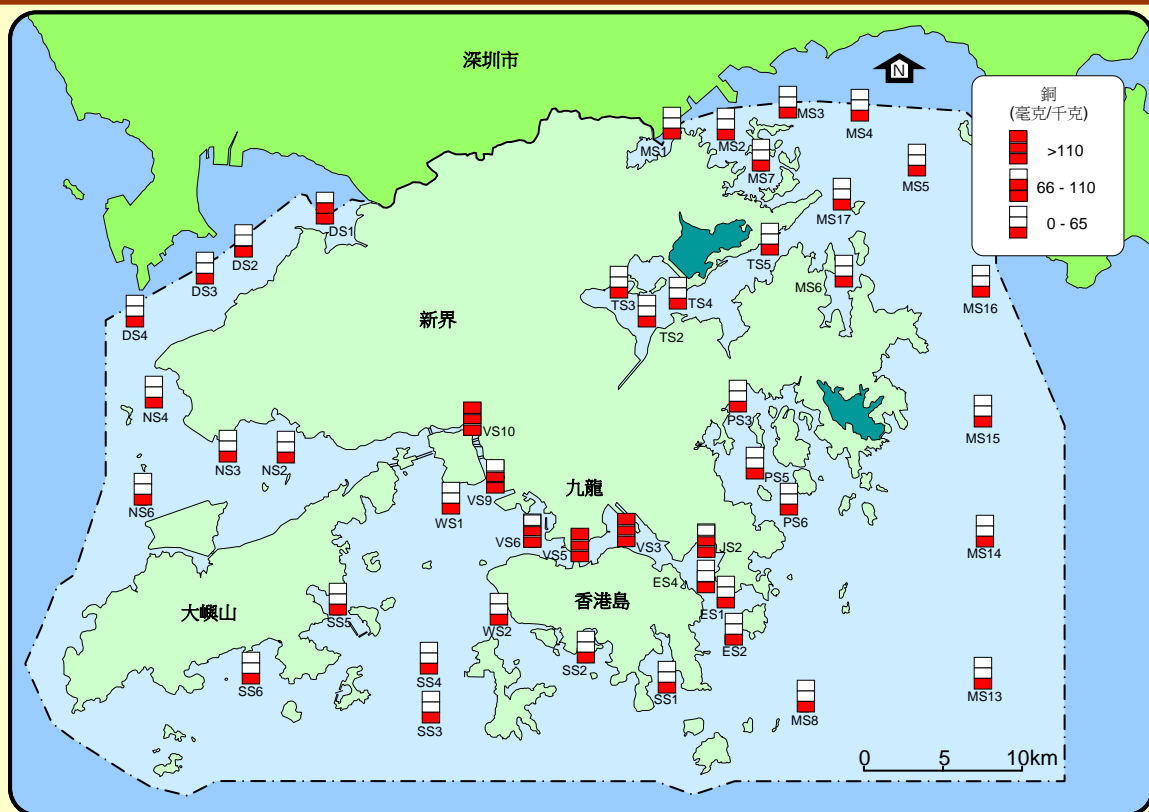 深圳市
N
銅
(毫克/千克)
>110
66 - 110
0 - 65
MS1
MS2
MS3
MS4
MS7
MS5
MS17
DS1
DS2
DS3
DS4
TS5
TS3
TS4
TS2
MS6
MS16
新界
NS4
NS3
NS2
NS6
VS10
VS9
WS1
PS3
PS5
PS6
MS15
九龍
VS6
VS5
VS3
JS2
MS14
ES4
ES1
ES2
大嶼山
香港島
SS5
SS6
WS2
SS4
SS3
SS2
SS1
MS8
MS13
0
5
10km